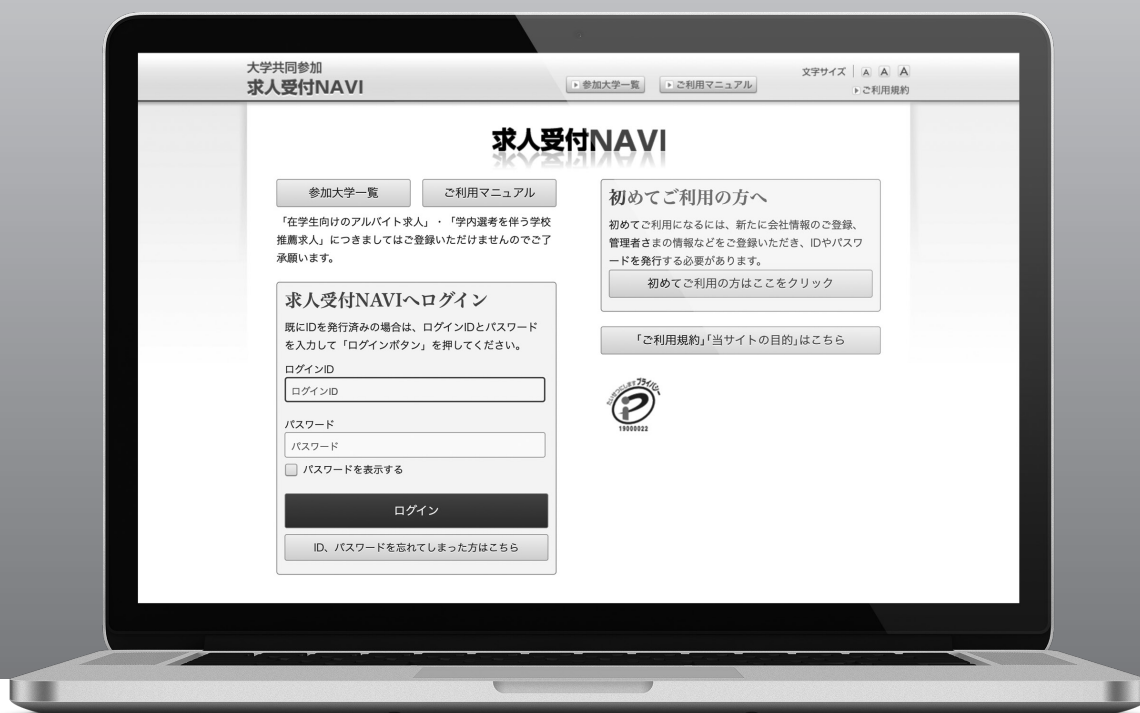 大学共同参加
求人受付NAVI
参加大学一覧
ご利用マニュアル
文字サイズ
A A A
ご利用規約
求人受付NAVI
参加大学一覧
ご利用マニュアル
「在学生向けのアルバイト求人」・「学内選考を伴う学校
推薦求人」につきましてはご登録いただけませんのでご了
承願います。
求人受付NAVIへログイン
既にIDを発行済みの場合は、ログインIDとパスワード
を入力して「ログインボタン」を押してください。
ログインID
ログインID
パスワード
パスワード
パスワードを表示する
ログイン
ID、パスワードを忘れてしまった方はこちら
初めてご利用の方へ
初めてご利用になるには、新たに会社情報のご登録、
管理者さまの情報などをご登録いただき、IDやパスワ
ードを発行する必要があります。
初めてご利用の方はここをクリック
「ご利用規約」「当サイトの目的」はこちら
たいせつにします プライバシー
19000022